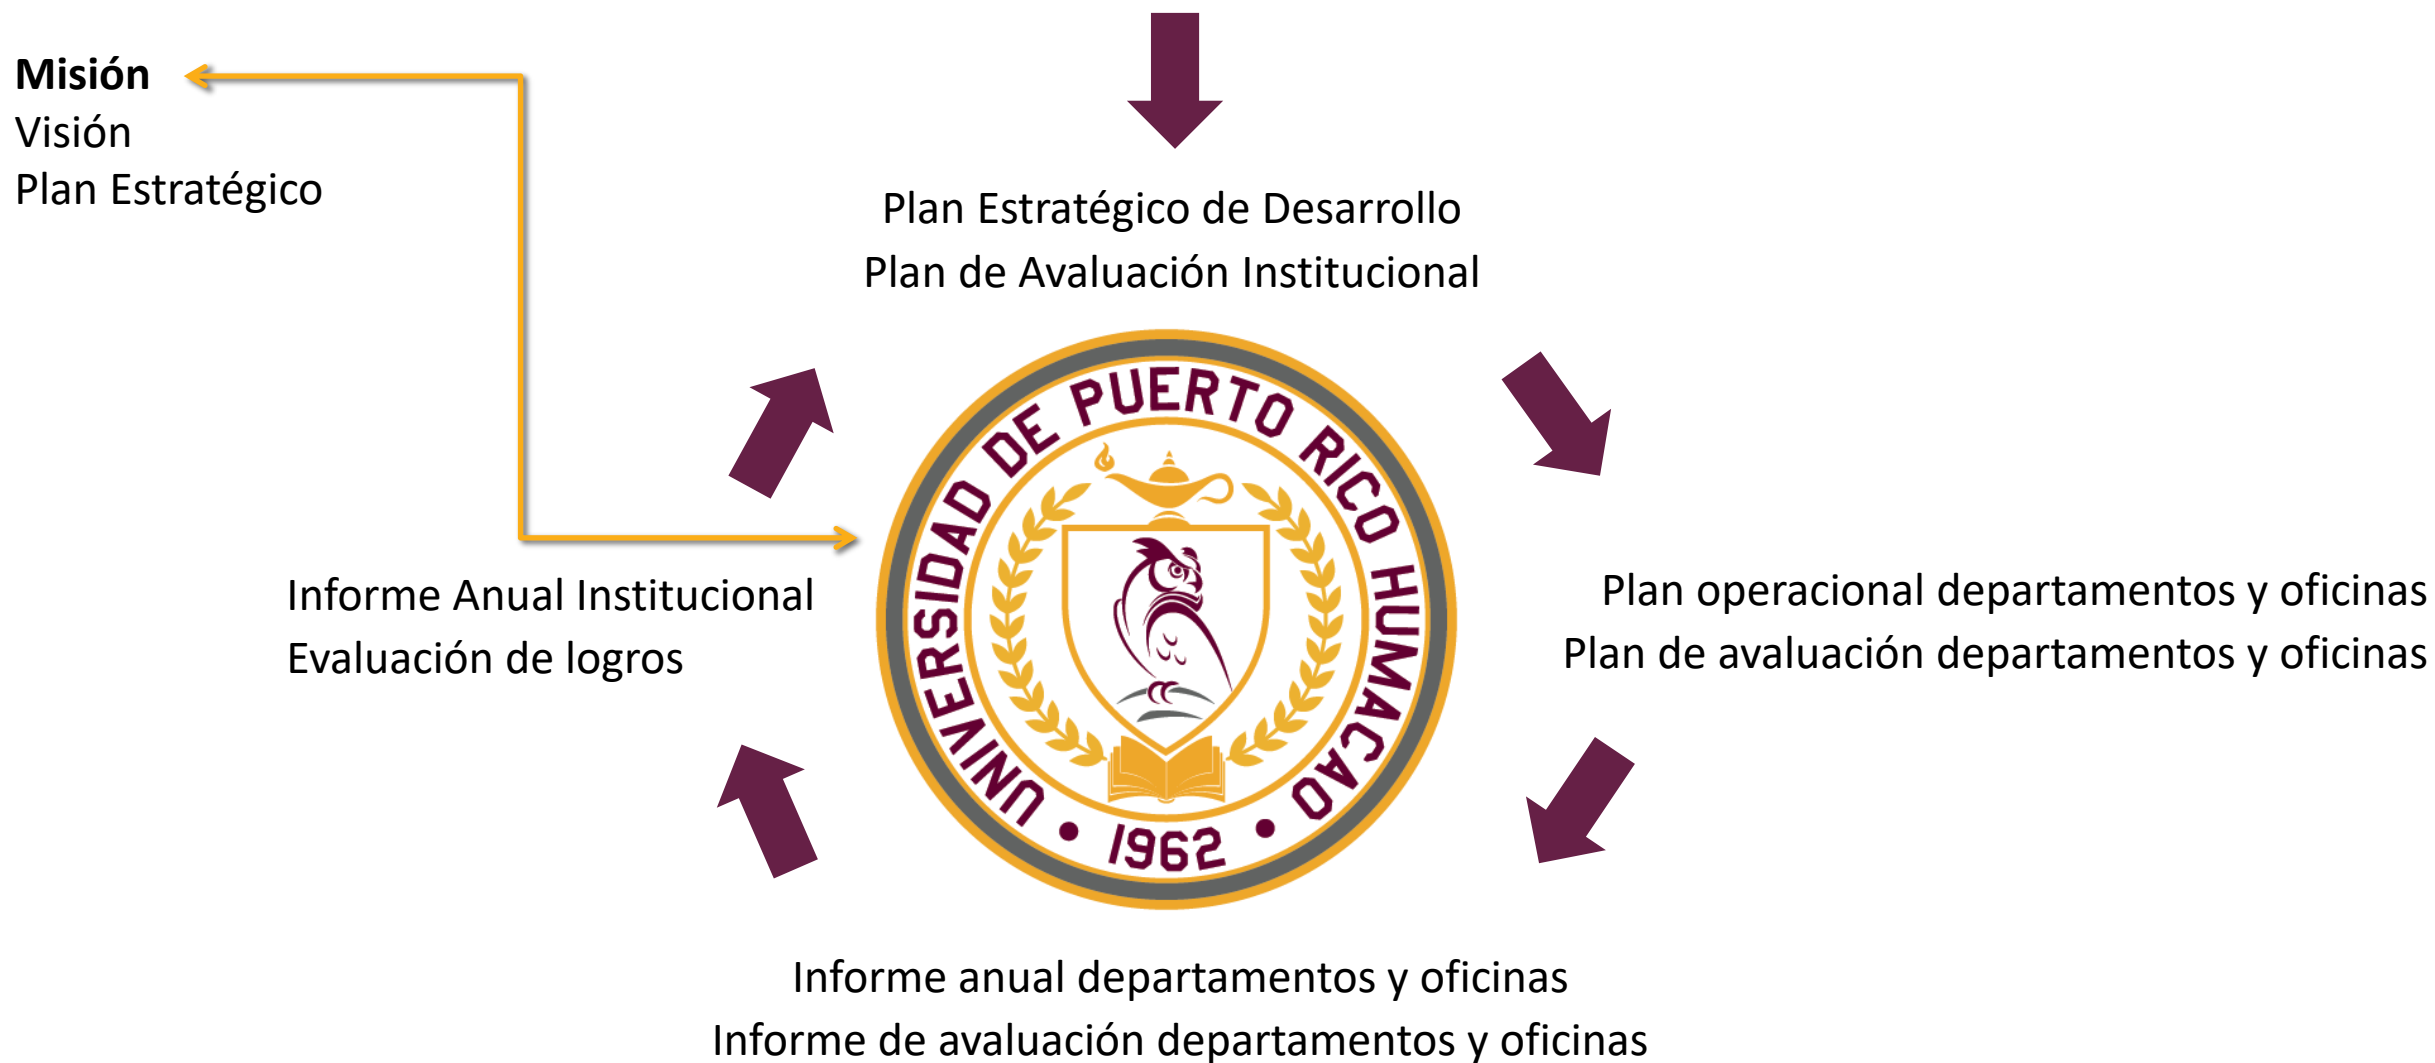 Misión
Visión
Plan Estratégico
Plan Estratégico de Desarrollo
Plan de Avaluación Institucional
UNIVERSIDAD DE PUERTO RICO HUMACAO
• 1962 •
Informe Anual Institucional
Evaluación de logros
Plan operacional departamentos y oficinas
Plan de avaluación departamentos y oficinas
Informe anual departamentos y oficinas
Informe de avaluación departamentos y oficinas